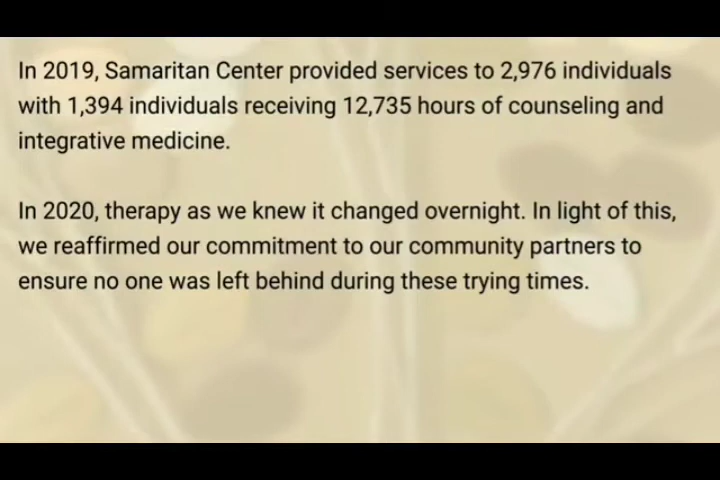 In 2019, Samaritan Center provided services to 2,976 individuals
with 1,394 individuals receiving 12,735 hours of counseling and
integrative medicine.
In 2020, therapy as we knew it changed overnight. In light of this,
we reaffirmed our commitment to our community partners to
ensure no one was left behind during these trying times.